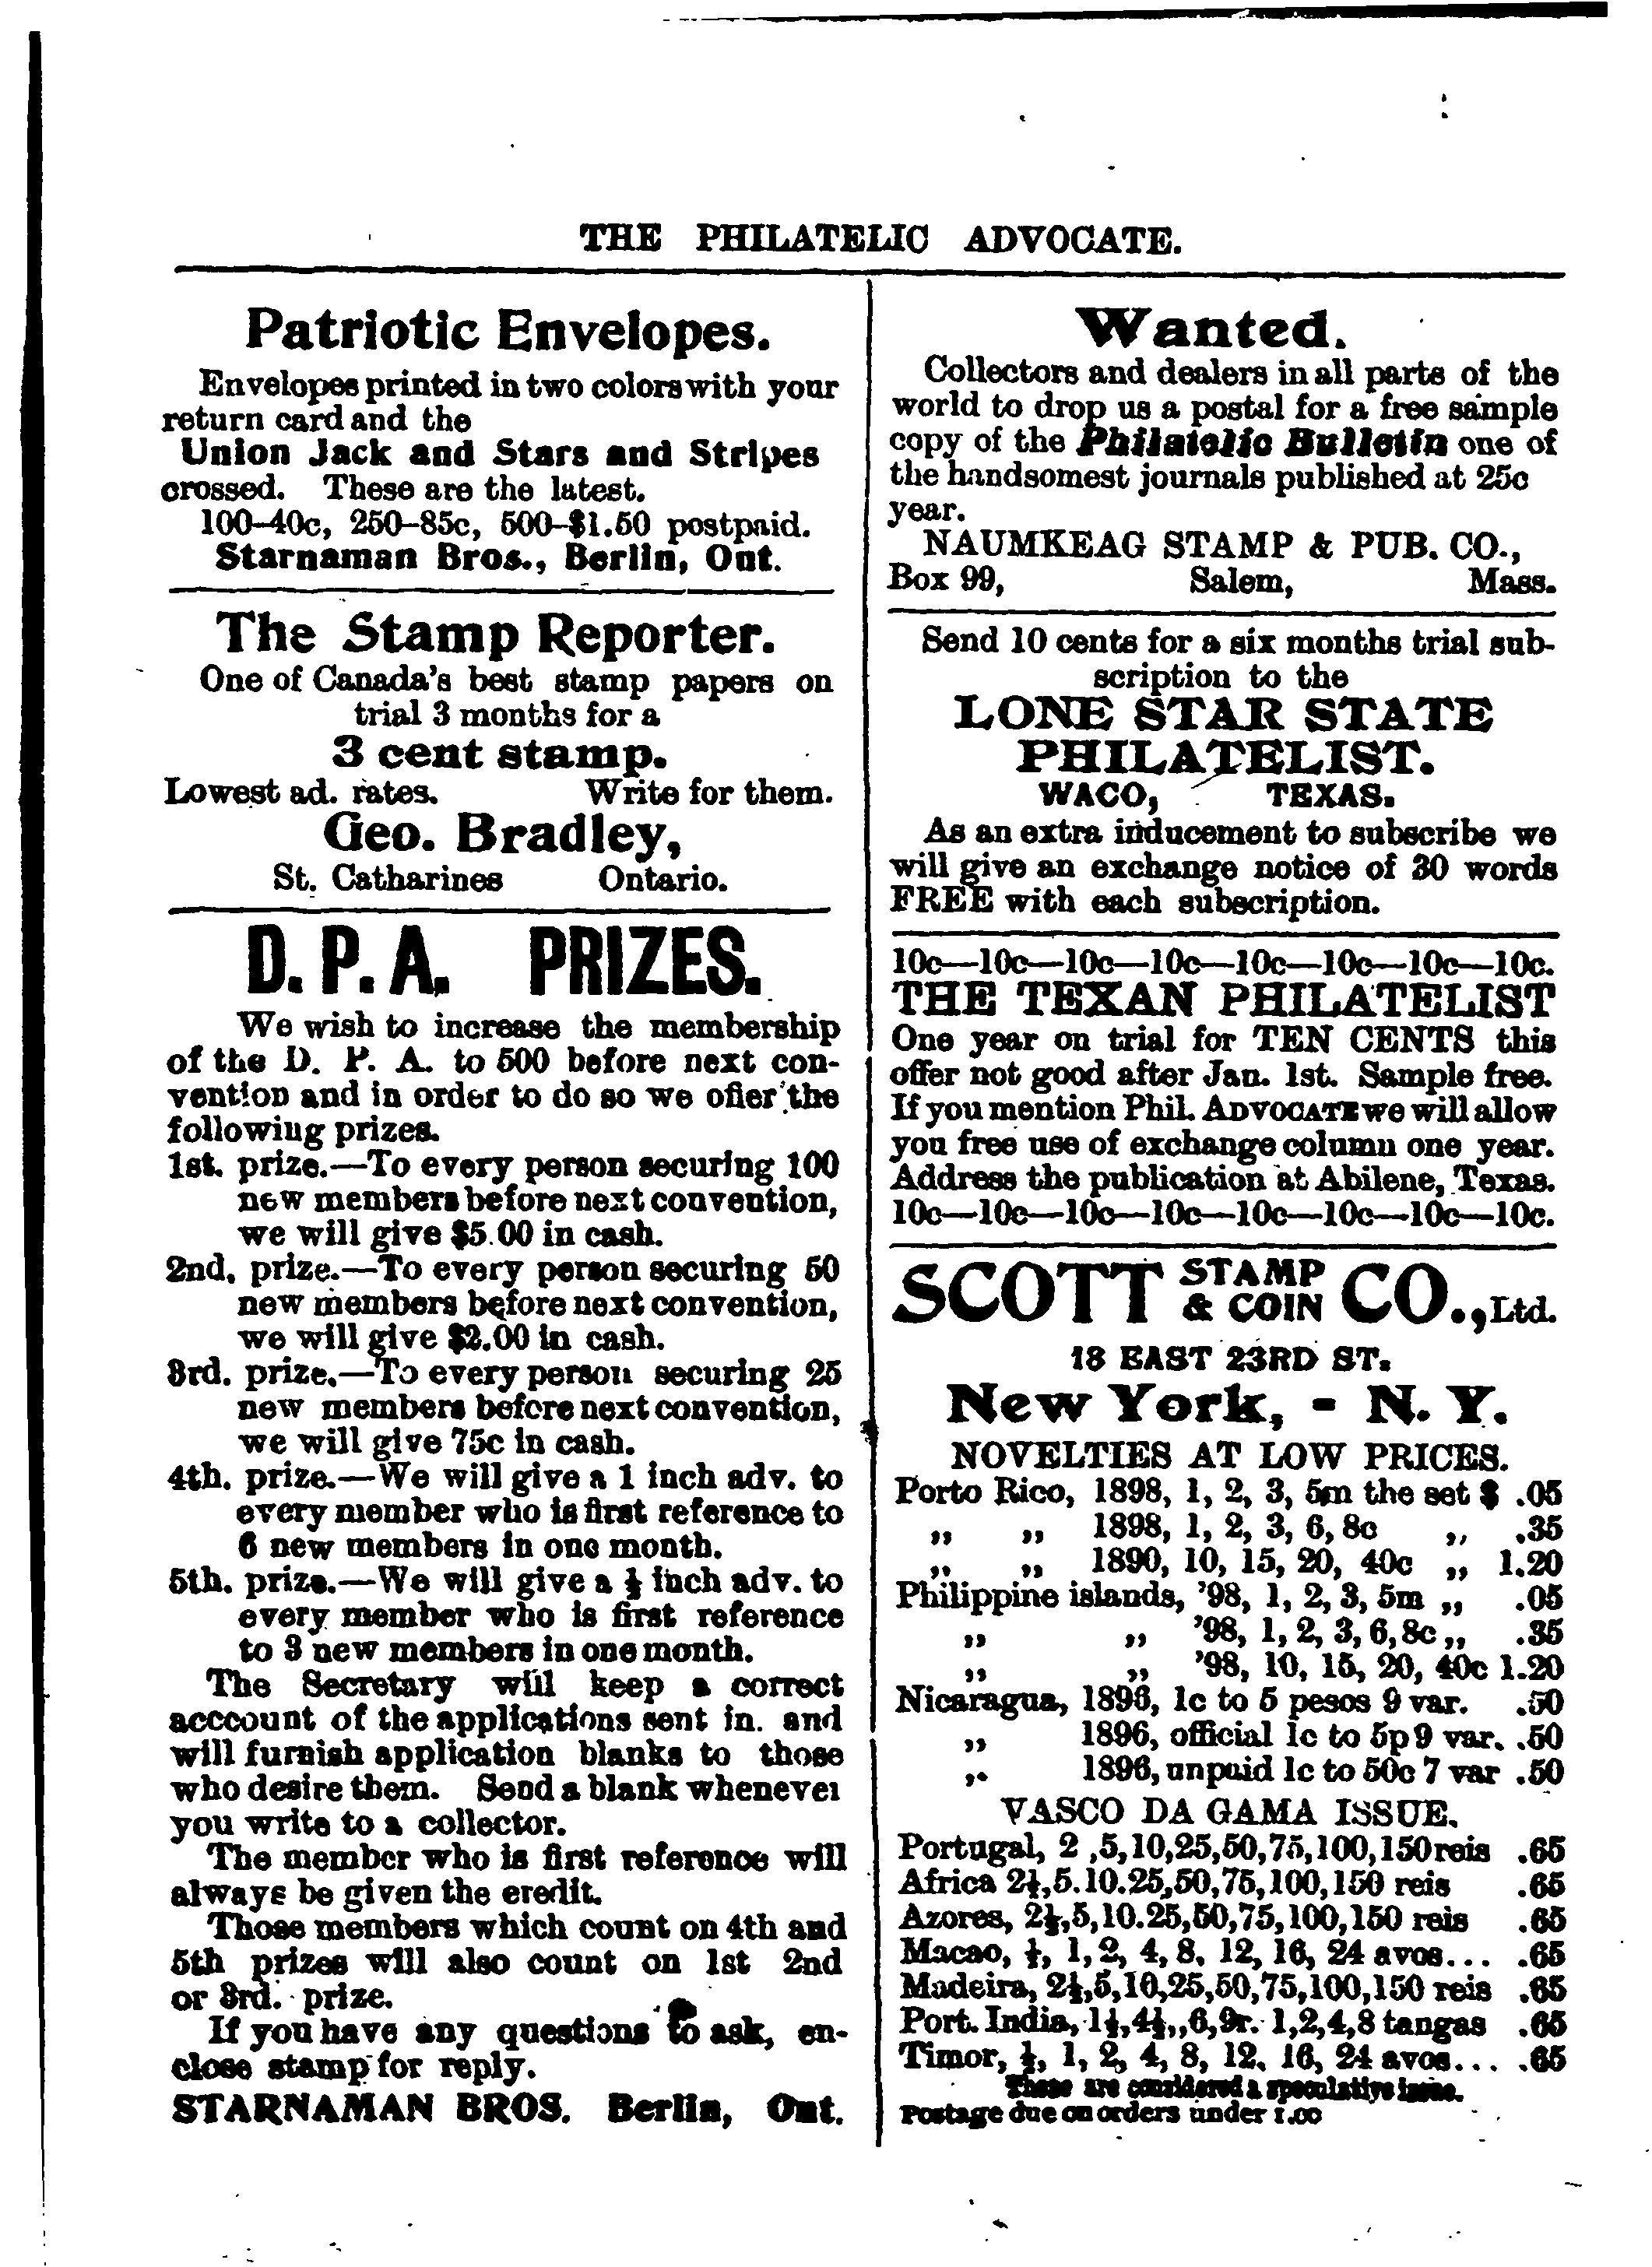 THE PHILATELIC ADVOCATE.
Patriotic Envelopes.
Envelopes printed in two colors with your
return card and the
Union Jack and Stars and Stripes
crossed. These are the latest.
100-40c, 250-85c, 500-$1.50 postpaid.
Starnaman Bros., Berlin, Ont.
The Stamp Reporter.
One of Canada's best stamp papers on
trial 3 months for a
3 cent stamp.
Lowest ad. rates. Write for them.
Geo. Bradley,
St. Catharines Ontario.
D. P. A. PRIZES.
We wish to increase the membership
of the D. P. A. to 500 before next con-
vention and in order to do so we offer the
following prizes.
1st. prize.—To every person securing 100
new members before next convention,
we will give $5.00 in cash.
2nd. prize.—To every person securing 50
new members before next convention,
we will give $2.00 in cash.
3rd. prize.—To every person securing 25
new members before next convention,
we will give 75c in cash.
4th. prize.—We will give a 1 inch adv. to
every member who is first reference to
6 new members in one month.
5th. prize.—We will give a ½ inch adv. to
every member who is first reference
to 3 new members in one month.
The Secretary will keep a correct
acccount of the applications sent in. and
will furnish application blanks to those
who desire them. Send a blank whenever
you write to a collector.
The member who is first reference will
always be given the eredit.
Those members which count on 4th and
5th prizes will also count on 1st 2nd
or 3rd. prize.
If you have any questions to ask, en-
close stamp for reply.
STARNAMAN BROS. Berlin, Ont.
Wanted.
Collectors and dealers in all parts of the
world to drop us a postal for a free sample
copy of the Philatelic Bulletin one of
the handsomest journals published at 25c
year.
NAUMKEAG STAMP & PUB. CO.,
Box 99, Salem, Mass.
Send 10 cents for a six months trial sub-
scription to the
LONE STAR STATE
PHILATELIST.
WACO, TEXAS.
As an extra inducement to subscribe we
will give an exchange notice of 30 words
FREE with each subscription.
10c—10c—10c—10c—10c—10c—10c—10c.
THE TEXAN PHILATELIST
One year on trial for TEN CENTS this
offer not good after Jan. 1st. Sample free.
If you mention Phil. ADVOCATE we will allow
you free use of exchange column one year.
Address the publication at Abilene, Texas.
10c—10c—10c—10c—10c—10c—10c—10c.
SCOTT STAMP & COIN CO., Ltd.
18 EAST 23RD ST.
New York, - N. Y.
NOVELTIES AT LOW PRICES.
Porto Rico, 1898, 1, 2, 3, 5m the set $ .05
„ „ 1898, 1, 2, 3, 6, 8c „ .35
„ „ 1890, 10, 15, 20, 40c „ 1.20
Philippine islands, '98, 1, 2, 3, 5m „ .05
„ „ '98, 1, 2, 3, 6, 8c „ .35
„ „ '98, 10, 15, 20, 40c 1.20
Nicaragua, 1896, 1c to 5 pesos 9 var. .50
„ 1896, official 1c to 5p 9 var. .50
„ 1896, unpaid 1c to 50c 7 var .50
VASCO DA GAMA ISSUE.
Portugal, 2 ,5,10,25,50,75,100,150 reis .65
Africa 2½,5.10.25,50,75,100,150 reis .65
Azores, 2½,5,10.25,50,75,100,150 reis .65
Macao, ½, 1, 2, 4, 8, 12, 16, 24 avos... .65
Madeira, 2½,5,10,25,50,75,100,150 reis .65
Port. India, 1½,4½,,6,9r. 1,2,4,8 tangas .65
Timor, ½, 1, 2, 4, 8, 12, 16, 24 avos... .65
These are considered a speculative issue.
Postage due on orders under 1.00